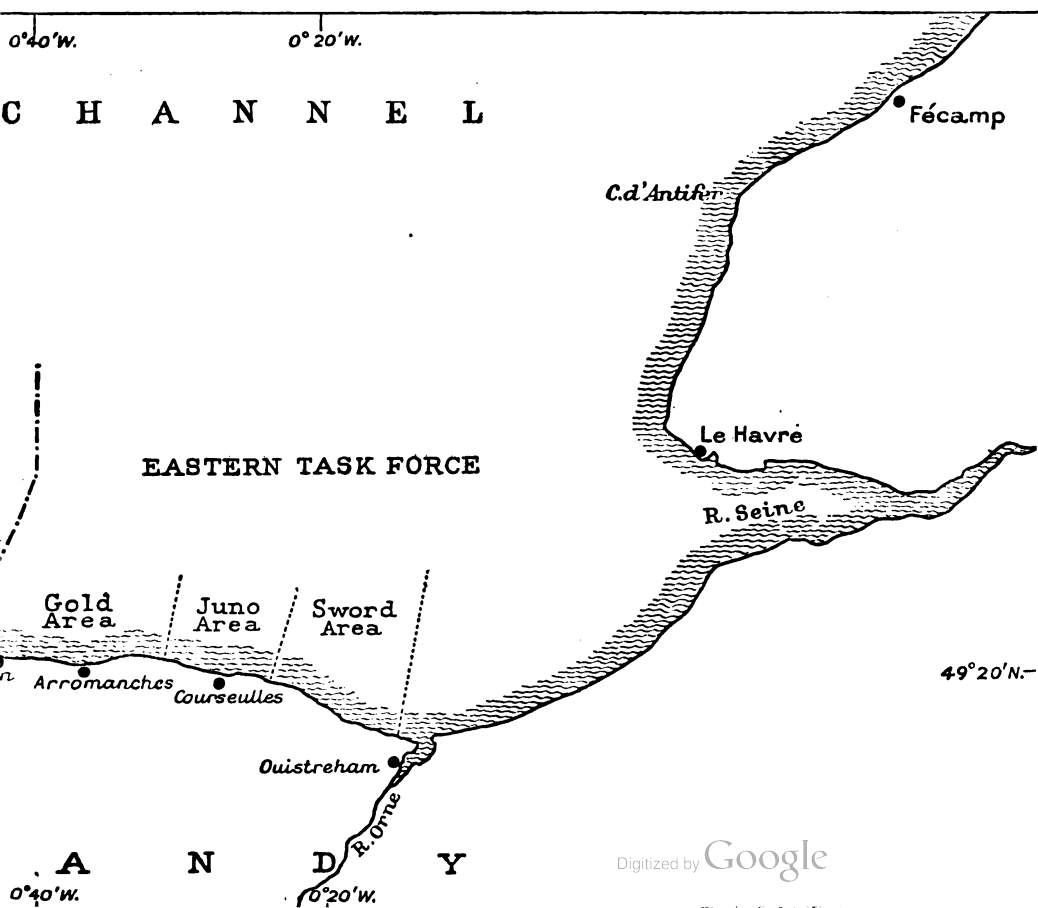 0°40'W.
0°20'W.
C H A N N E L
Fécamp
C.d'Antifer
Le Havre
EASTERN TASK FORCE
R. Seine
Gold
Area
Juno
Area
Sword
Area
49°20'N.
n
Arromanches
Courseulles
Ouistreham
R. Orne
A N D Y
Digitized by Google
0°40'W.
0°20'W.